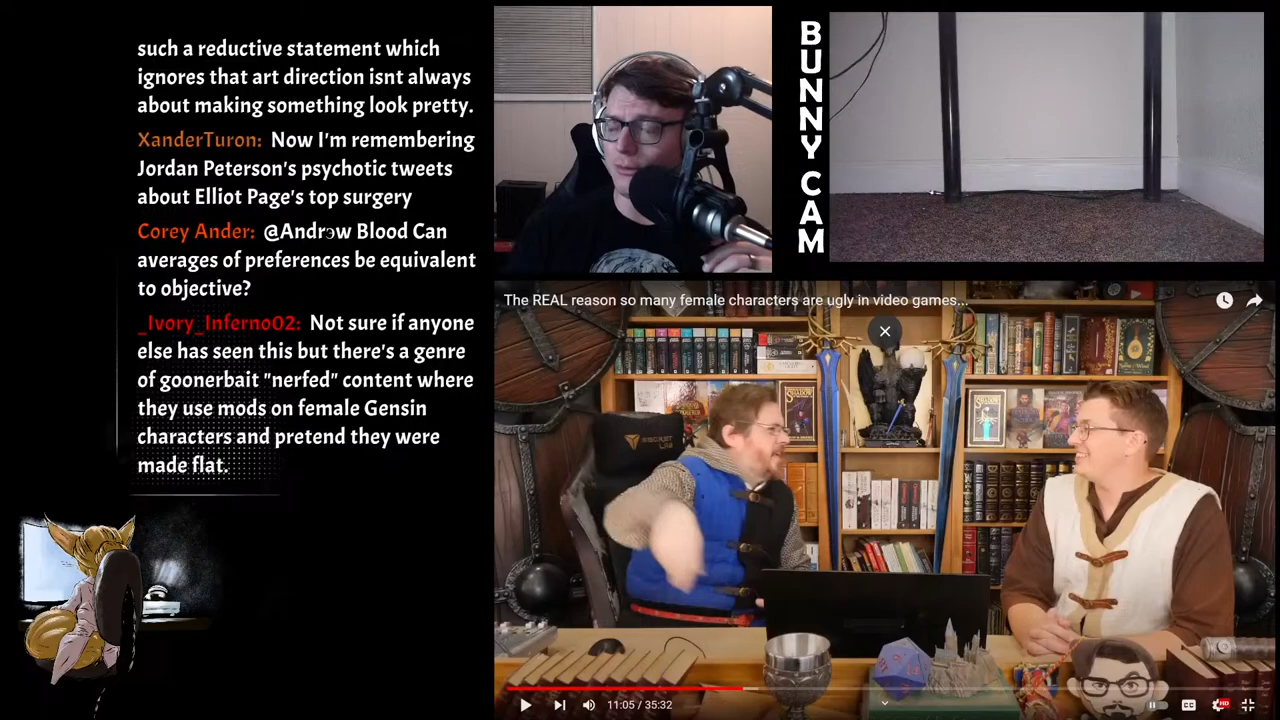 such a reductive statement which
ignores that art direction isnt always
about making something look pretty.
XanderTuron: Now I'm remembering
Jordan Peterson's psychotic tweets
about Elliot Page's top surgery
Corey Ander: @Andrэw Blood Can
averages of preferences be equivalent
to objective?
_Ivory_Inferno02: Not sure if anyone
else has seen this but there's a genre
of goonerbait "nerfed" content where
they use mods on female Gensin
characters and pretend they were
made flat.
BUNNY CAM
The REAL reason so many female characters are ugly in video games...
11:05 / 35:32
CC
HD